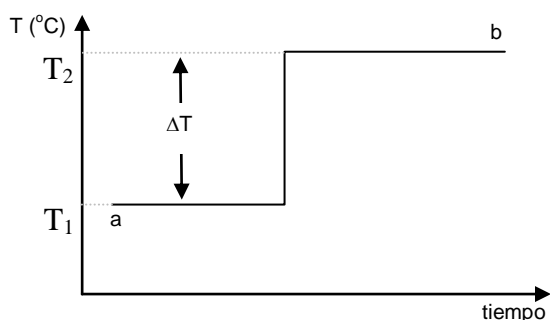 T (°C)
b
T₂
ΔT
T₁
a
tiempo